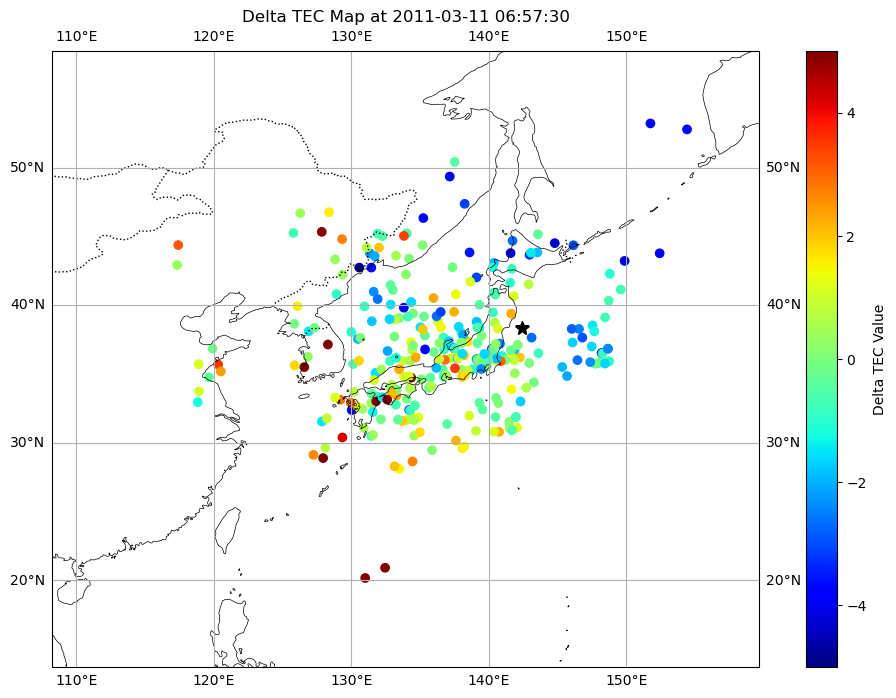 Delta TEC Map at 2011-03-11 06:57:30
110°E 120°E 130°E 140°E 150°E
50°N 50°N
40°N 40°N
30°N 30°N
20°N 20°N
110°E 120°E 130°E 140°E 150°E
4
2
0
−2
−4
Delta TEC Value